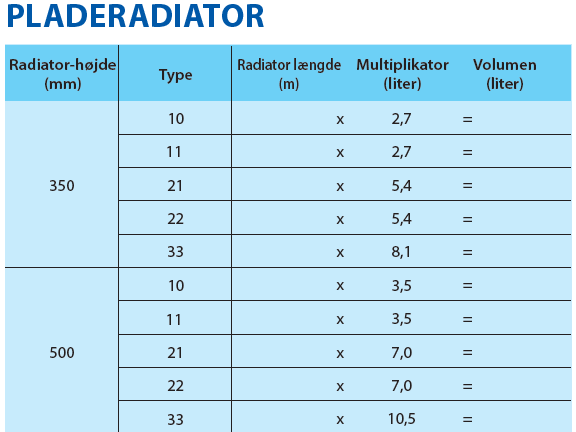 PLADERADIATOR
Radiator-højde (mm) Type Radiator længde (m) Multiplikator (liter) Volumen (liter)
350 10 x 2,7 =
11 x 2,7 =
21 x 5,4 =
22 x 5,4 =
33 x 8,1 =
500 10 x 3,5 =
11 x 3,5 =
21 x 7,0 =
22 x 7,0 =
33 x 10,5 =